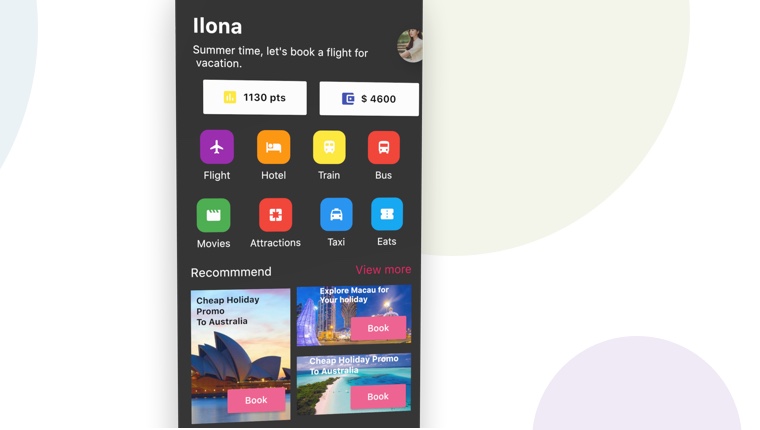 Ilona
Summer time, let's book a flight for
vacation.
1130 pts
$ 4600
Flight
Hotel
Train
Bus
Movies
Attractions
Taxi
Eats
Recommmend
View more
Cheap Holiday
Promo
To Australia
Book
Explore Macau for
Your holiday
Book
Cheap Holiday Promo
To Australia
Book